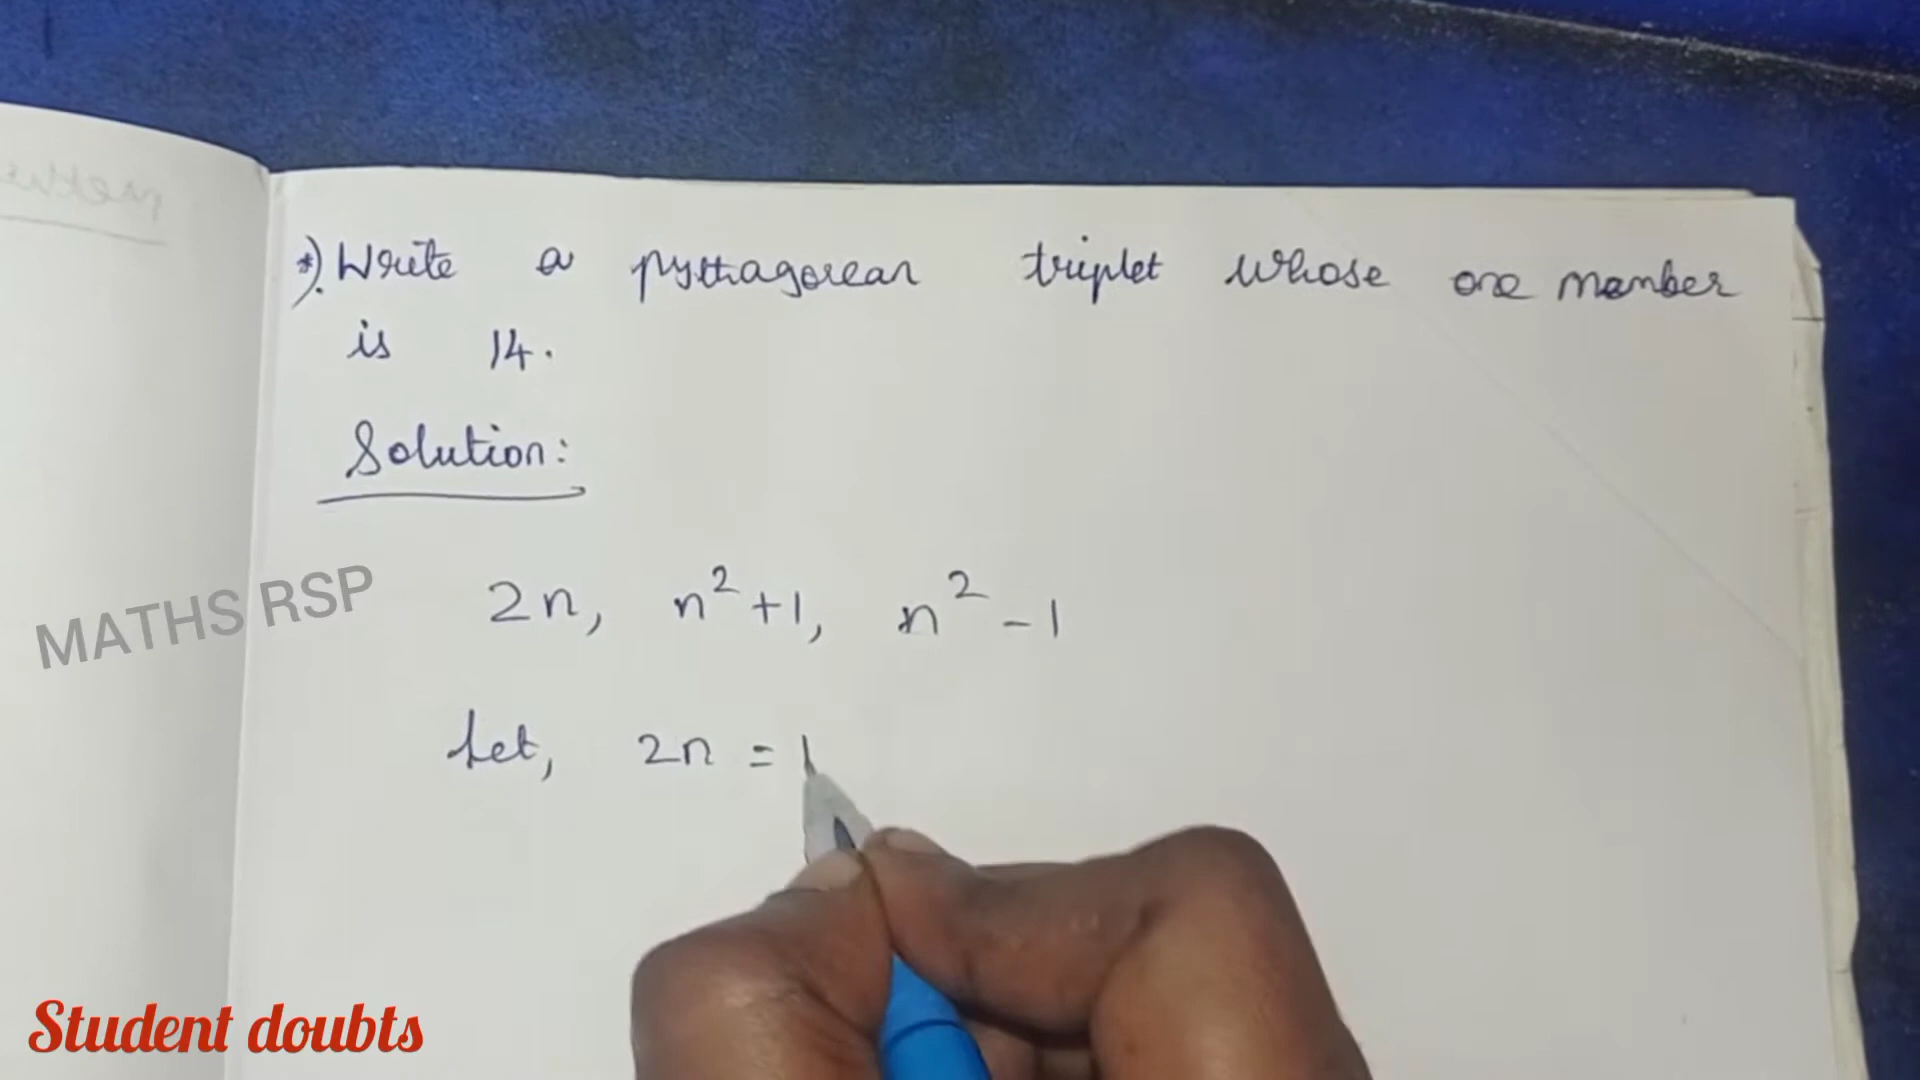 *). Write a pythagorean triplet whose one member
is 14.
Solution:
2n, n²+1, n²-1
Let, 2n = 1
MATHS RSP
Student doubts